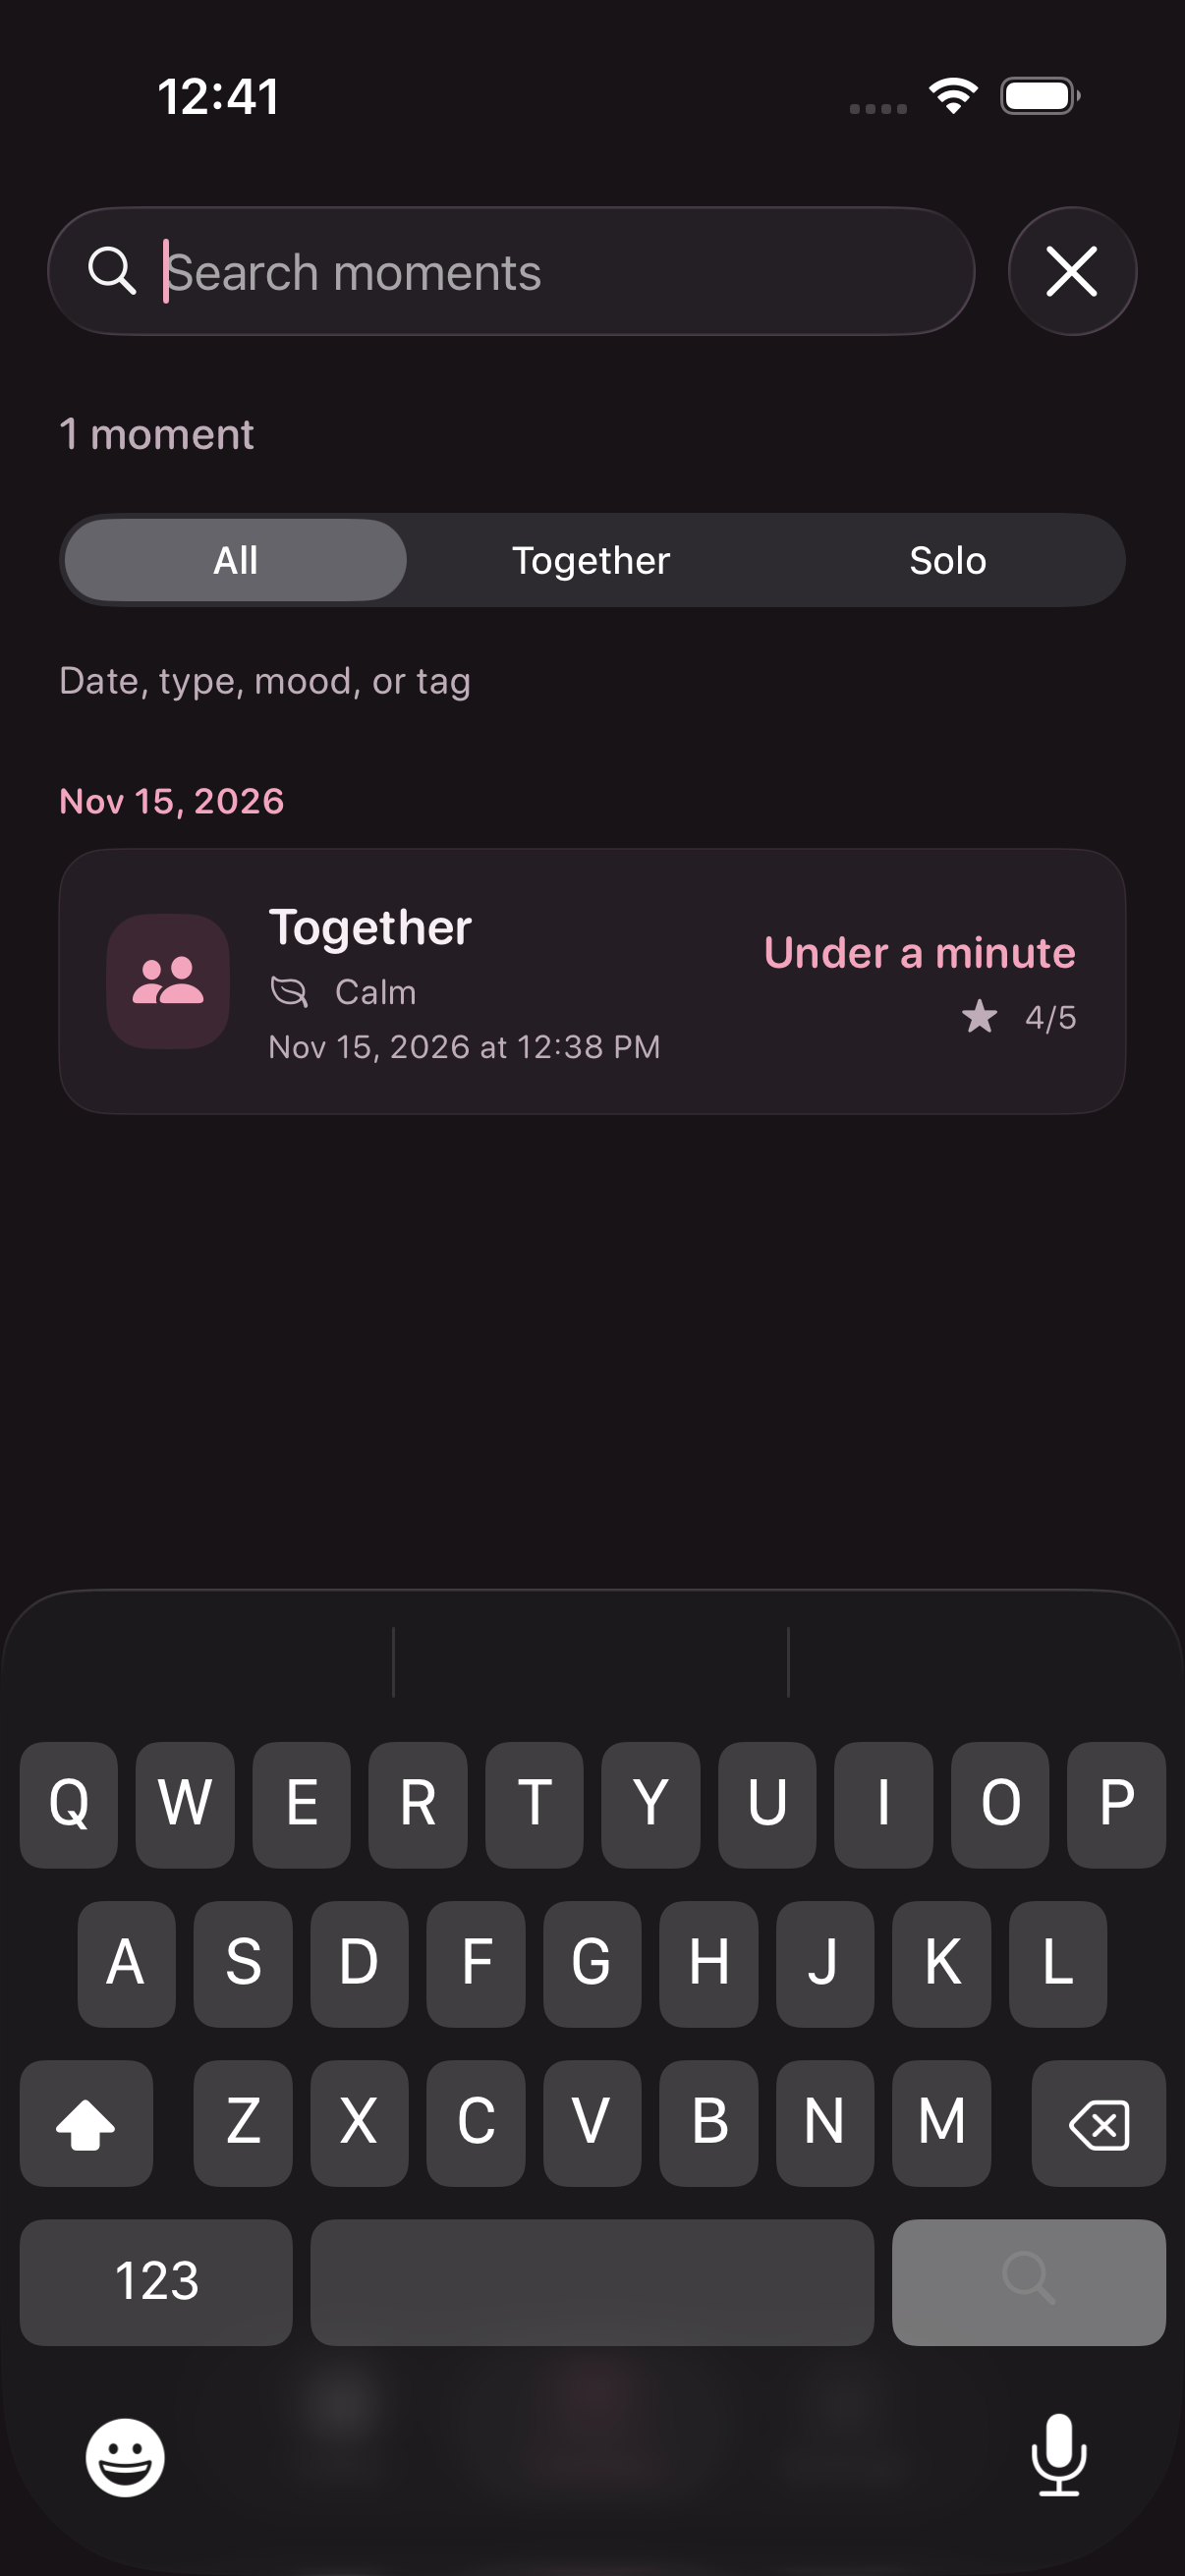 12:41
Search moments
1 moment
All Together Solo
Date, type, mood, or tag
Nov 15, 2026
Together
Under a minute
Calm
4/5
Nov 15, 2026 at 12:38 PM
Q W E R T Y U I O P
A S D F G H J K L
Z X C V B N M
123